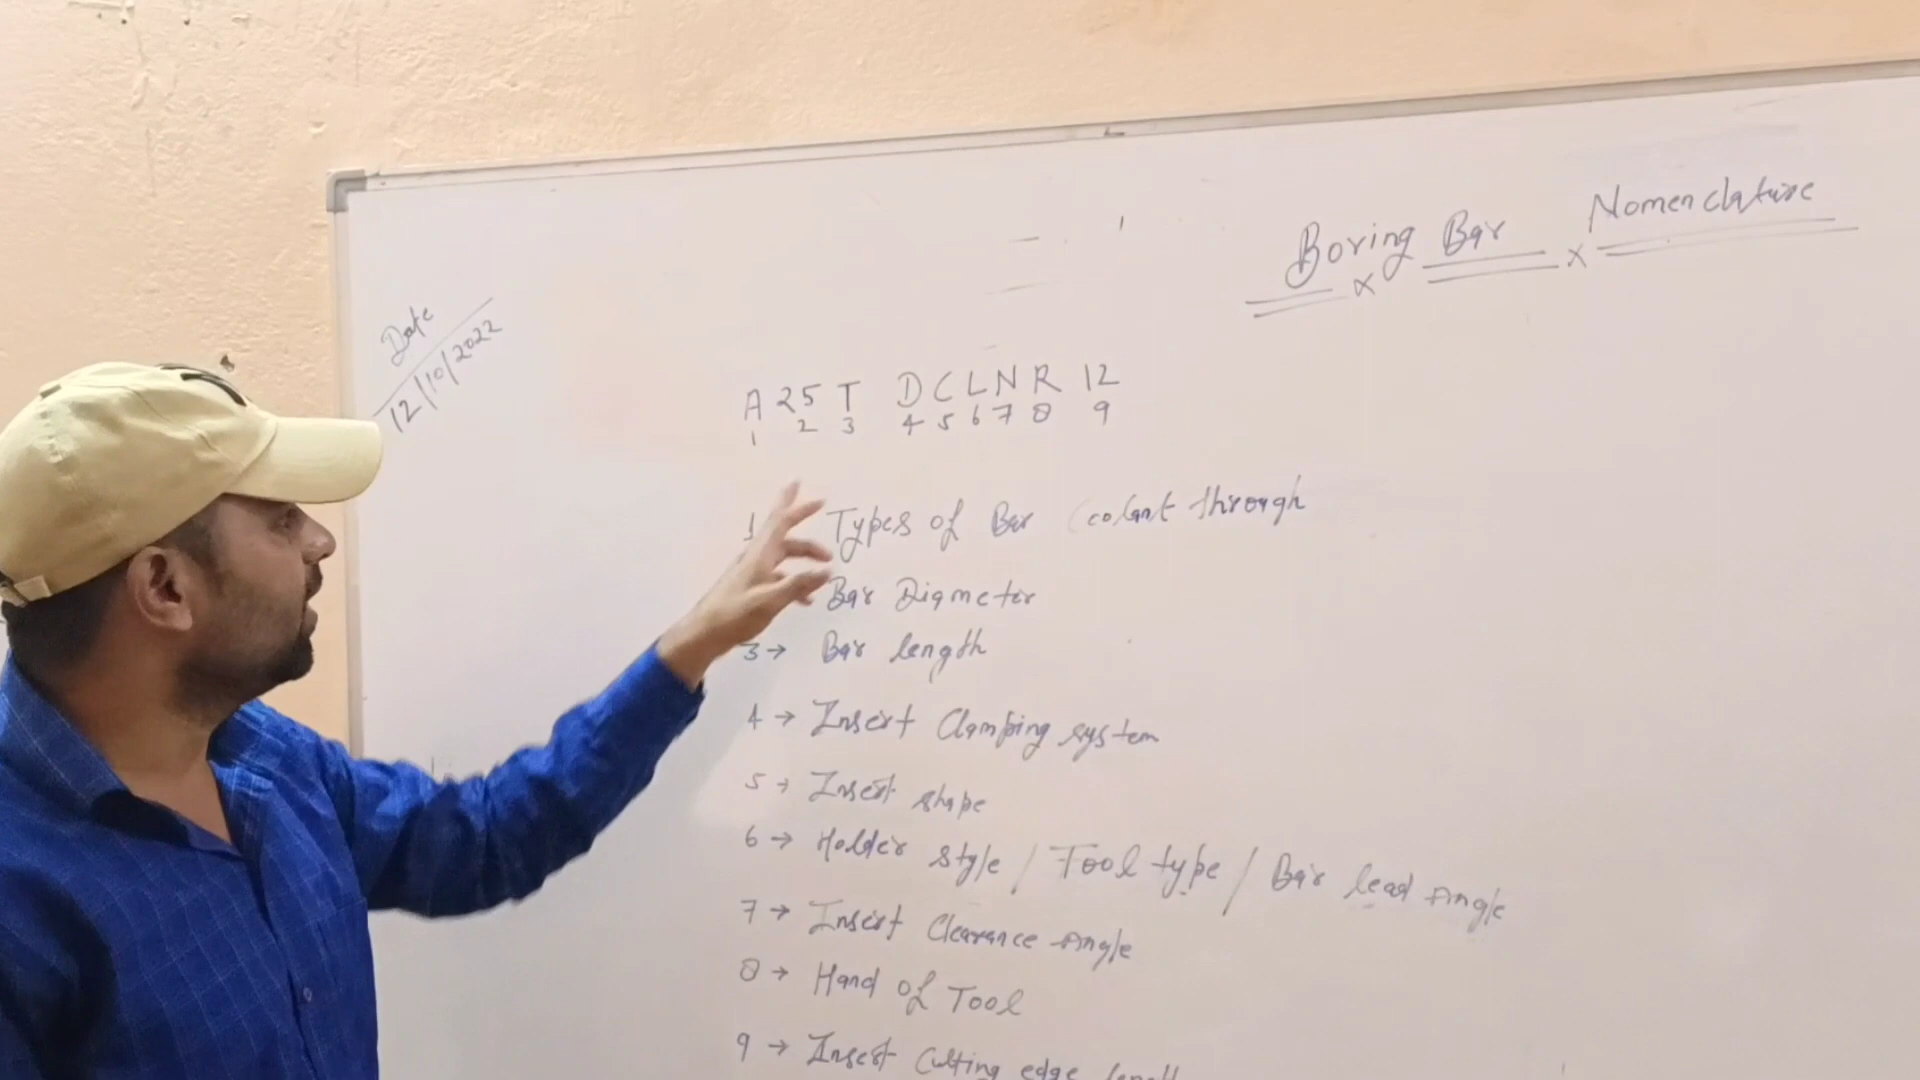 Boring Bar Nomenclature
Date
12/10/2022
A 25 T D C L N R 12
1 2 3 4 5 6 7 8 9
1 Types of Bar Coolant through
Bar Diameter
3 → Bar length
4 → Insert Clamping system
5 → Insert shape
6 → Holder style / Tool type / Bar lead Angle
7 → Insert Clearance Angle
8 → Hand of Tool
9 → Insert Cutting edge length